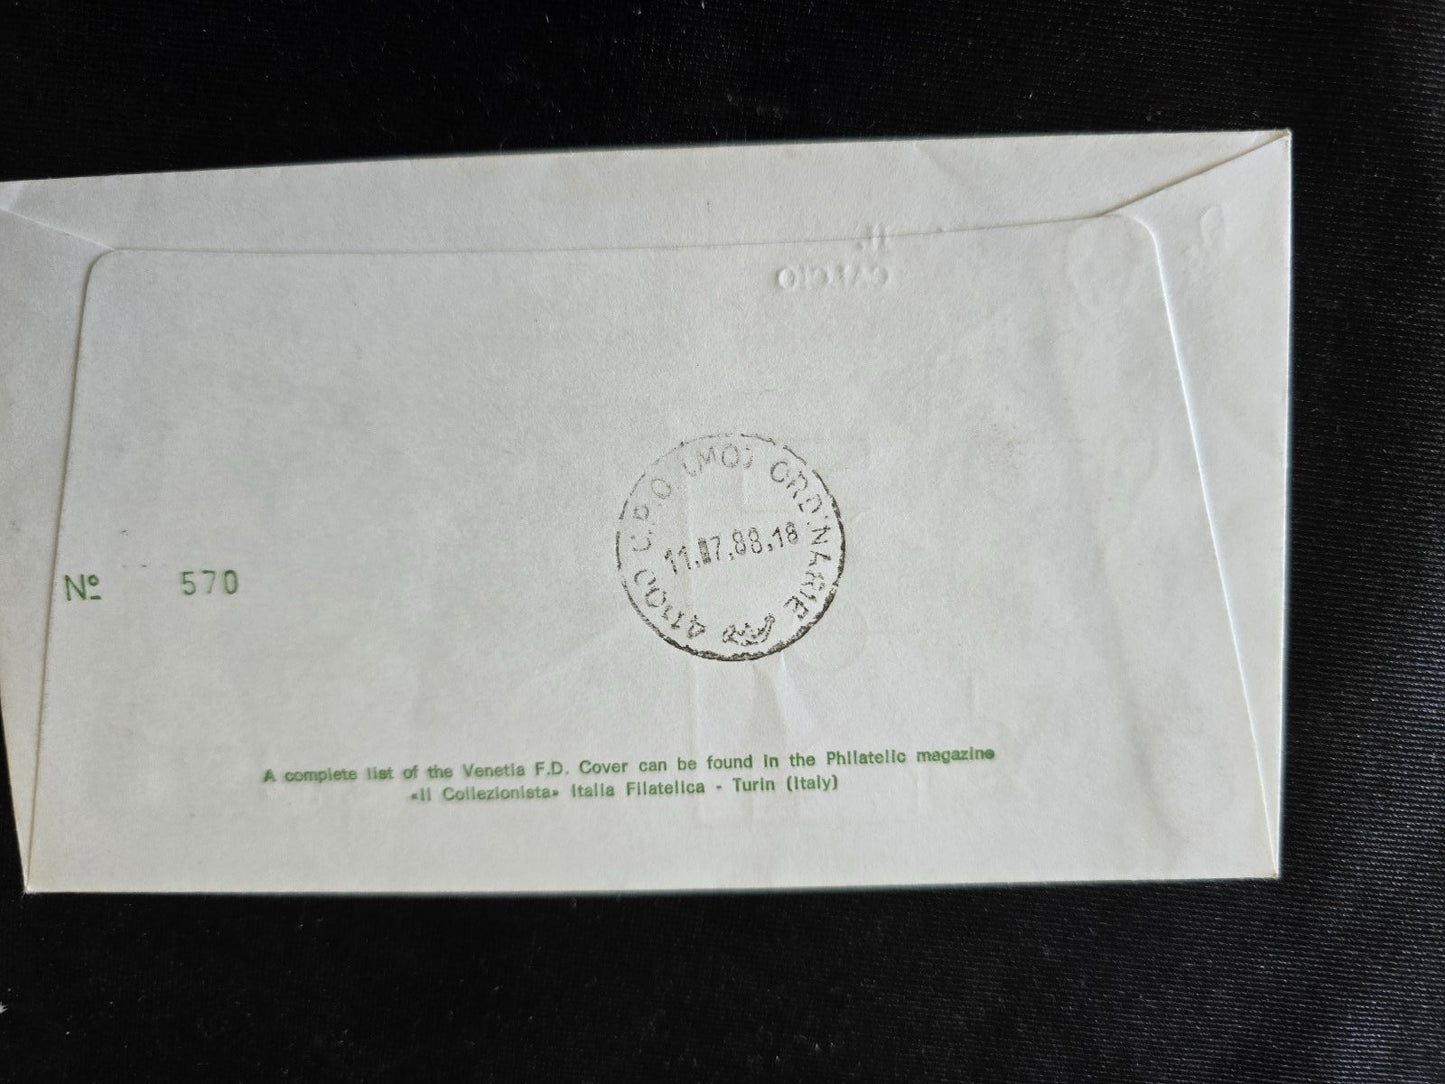 Nº 570
41100 C.P.O. (MO) ORDINARIE
11.07.88.18
A complete list of the Venetia F.D. Cover can be found in the Philatelic magazine
«Il Collezionista» Italia Filatelica - Turin (Italy)